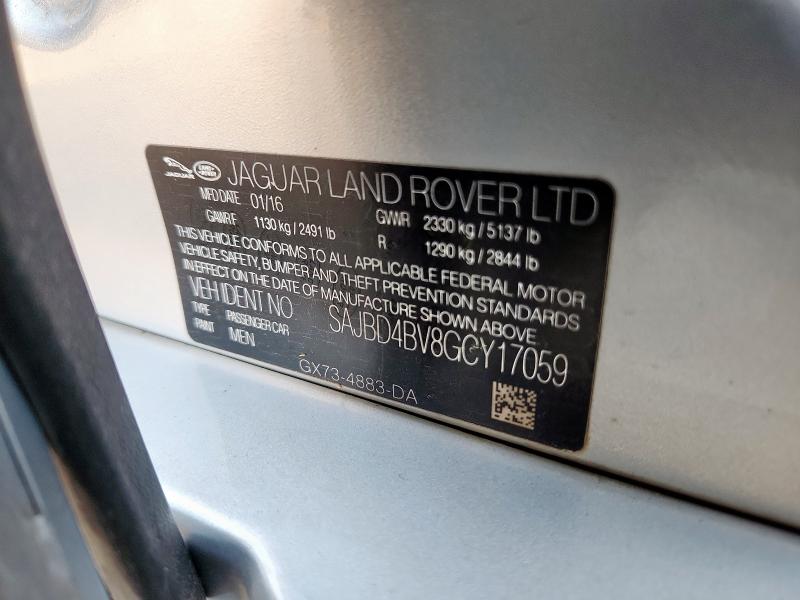 JAGUAR LAND ROVER JAGUAR LAND ROVER LTD
MFD DATE 01/16
GAWR F 1130 kg / 2491 lb GVWR 2330 kg / 5137 lb
R 1290 kg / 2844 lb
THIS VEHICLE CONFORMS TO ALL APPLICABLE FEDERAL MOTOR
VEHICLE SAFETY, BUMPER AND THEFT PREVENTION STANDARDS
IN EFFECT ON THE DATE OF MANUFACTURE SHOWN ABOVE
VEH IDENT NO. SAJBD4BV8GCY17059
TYPE PASSENGER CAR
PAINT MEN
GX73-4883-DA